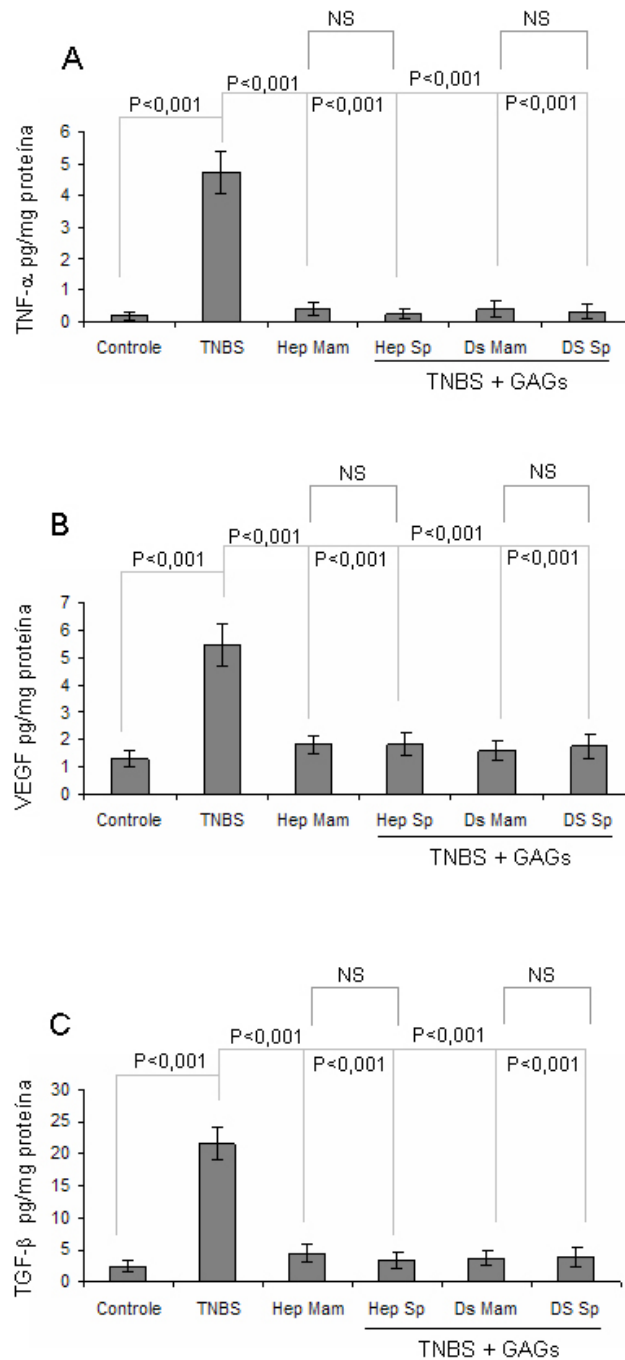 NS NS
A
P<0,001 P<0,001
P<0,001 P<0,001 P<0,001
6
5
4
3
2
1
0
TNF-α pg/mg proteína
Controle TNBS Hep Mam Hep Sp Ds Mam DS Sp
TNBS + GAGs
NS NS
B
P<0,001 P<0,001
P<0,001 P<0,001 P<0,001
7
6
5
4
3
2
1
0
VEGF pg/mg proteína
Controle TNBS Hep Mam Hep Sp Ds Mam DS Sp
TNBS + GAGs
NS NS
C
P<0,001 P<0,001
P<0,001 P<0,001 P<0,001
30
25
20
15
10
5
0
TGF-β pg/mg proteína
Controle TNBS Hep Mam Hep Sp Ds Mam DS Sp
TNBS + GAGs